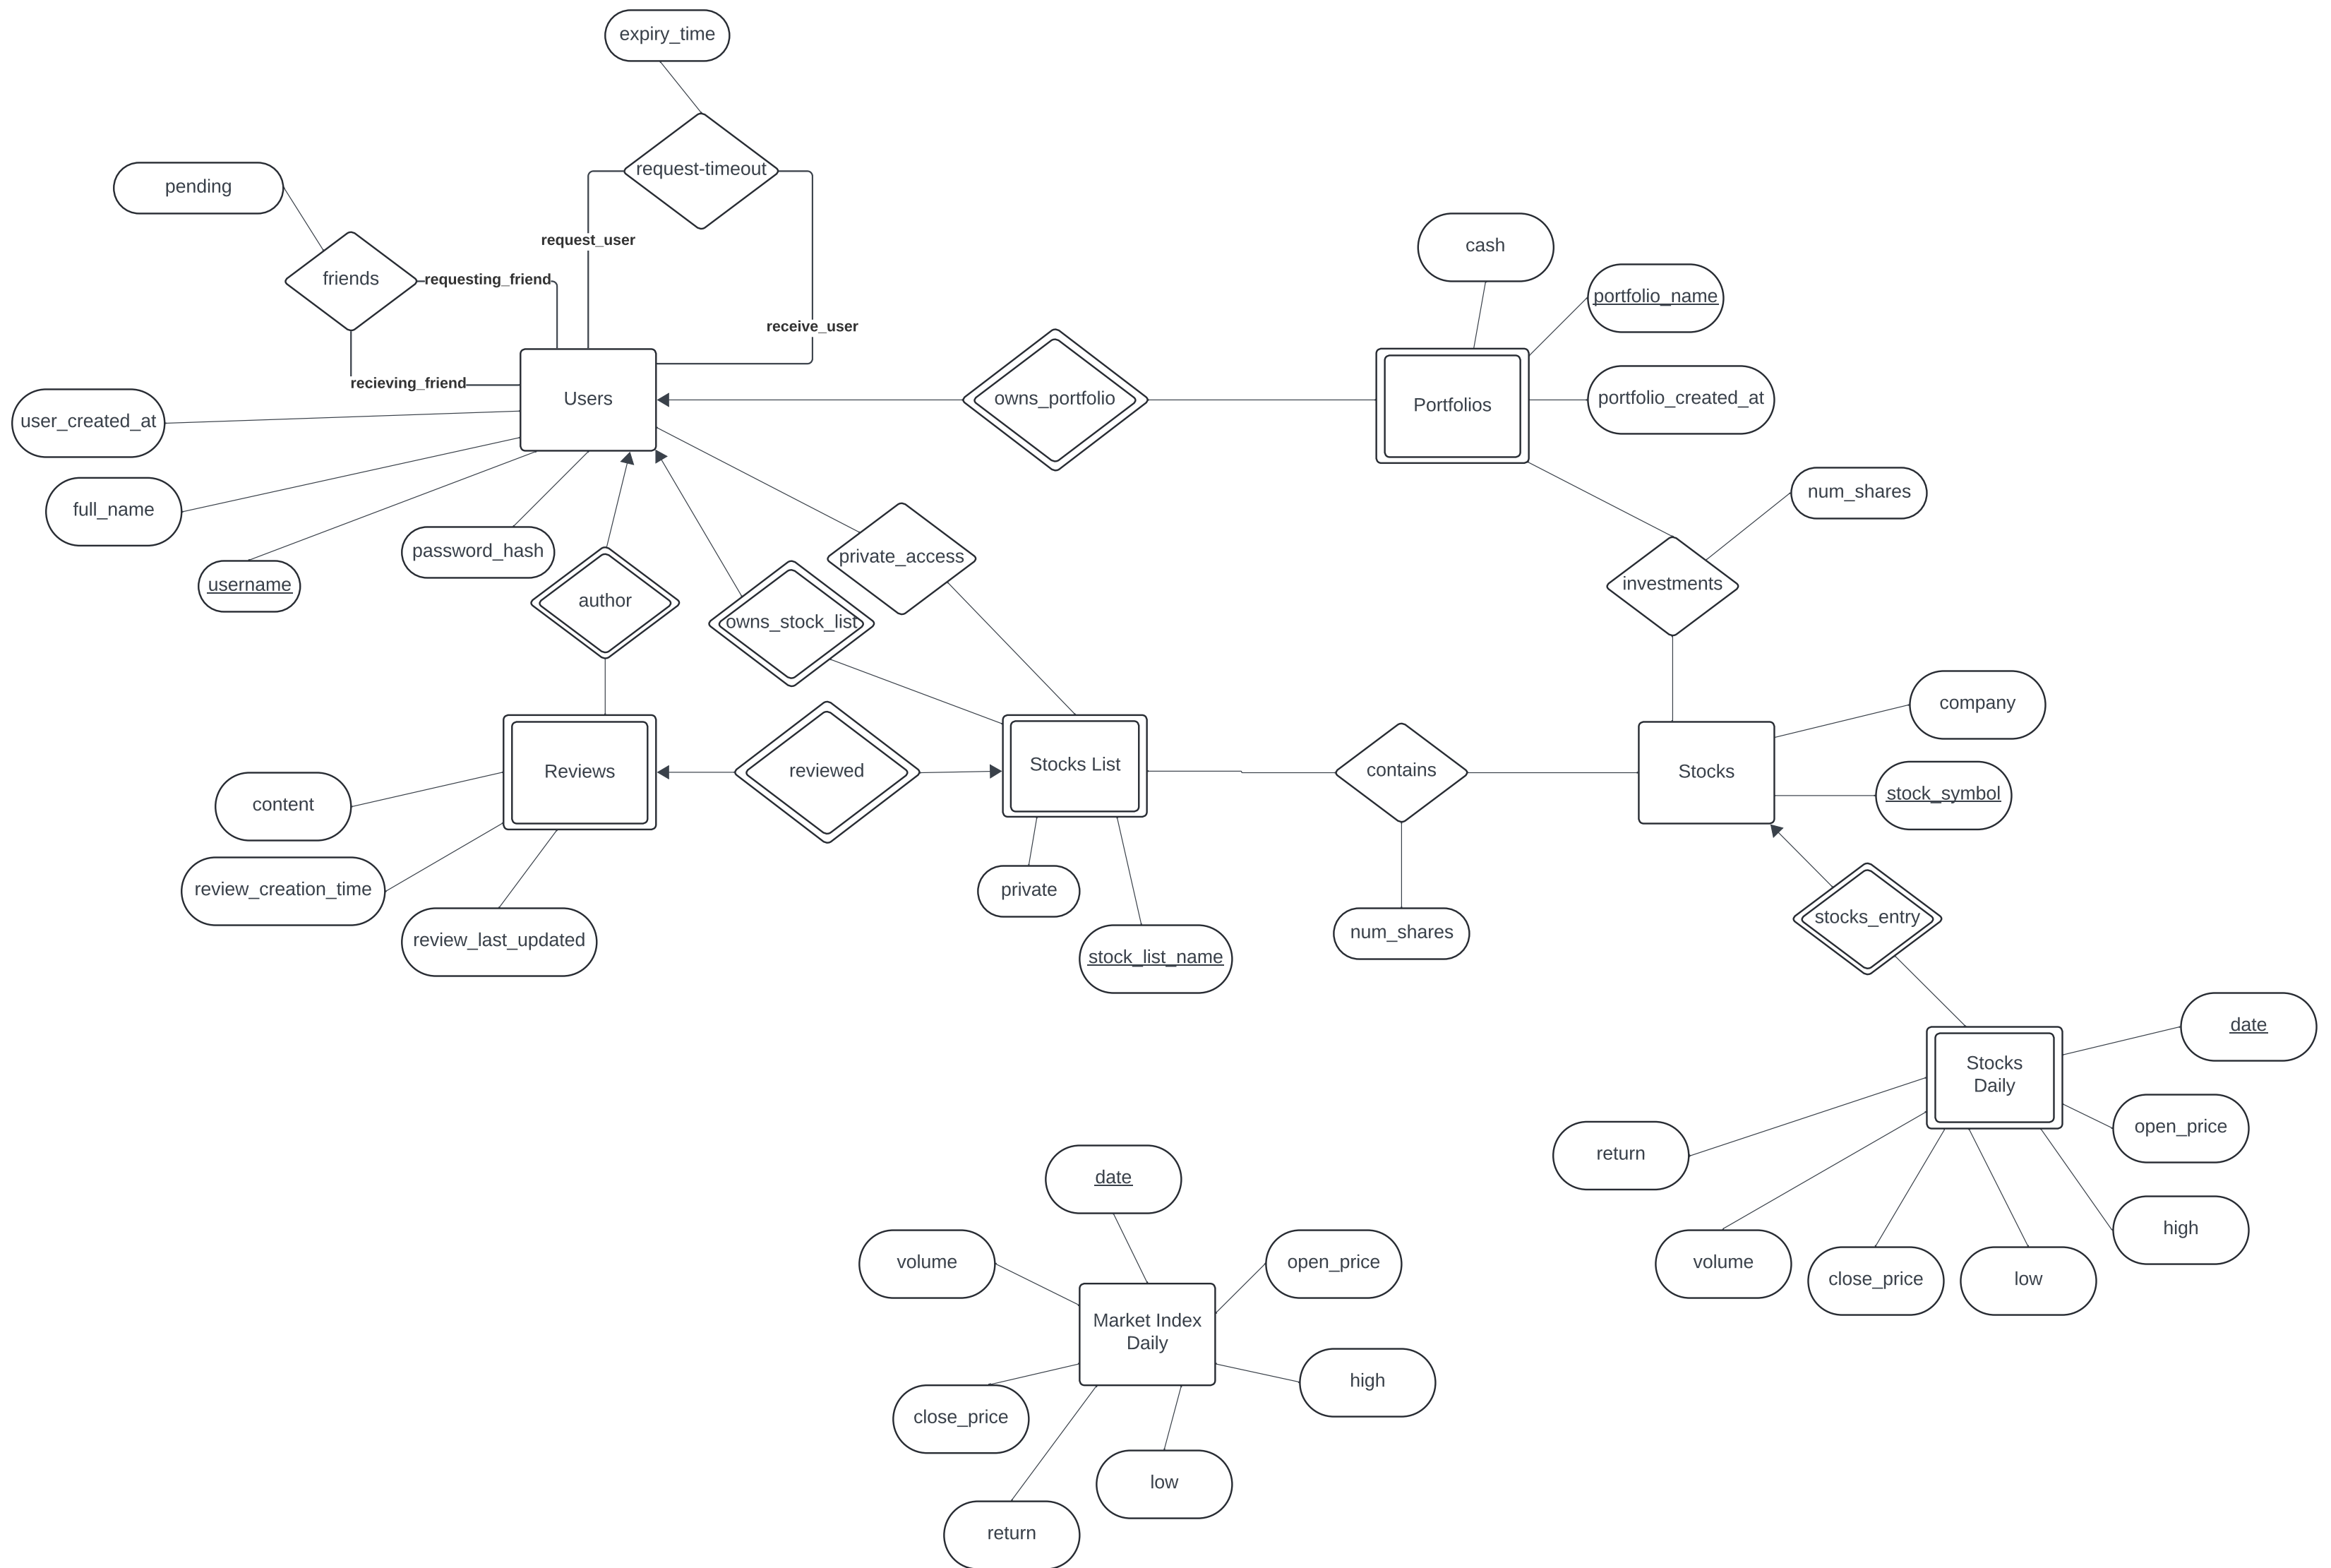 expiry_time
request-timeout
pending
request_user
friends
requesting_friend
receive_user
recieving_friend
Users
user_created_at
full_name
username
password_hash
owns_portfolio
cash
portfolio_name
Portfolios
portfolio_created_at
num_shares
investments
private_access
author
owns_stock_list
Reviews
reviewed
Stocks List
contains
Stocks
company
stock_symbol
content
review_creation_time
review_last_updated
private
stock_list_name
num_shares
stocks_entry
date
Stocks
Daily
open_price
return
high
volume
close_price
low
date
volume
open_price
Market Index
Daily
high
close_price
low
return